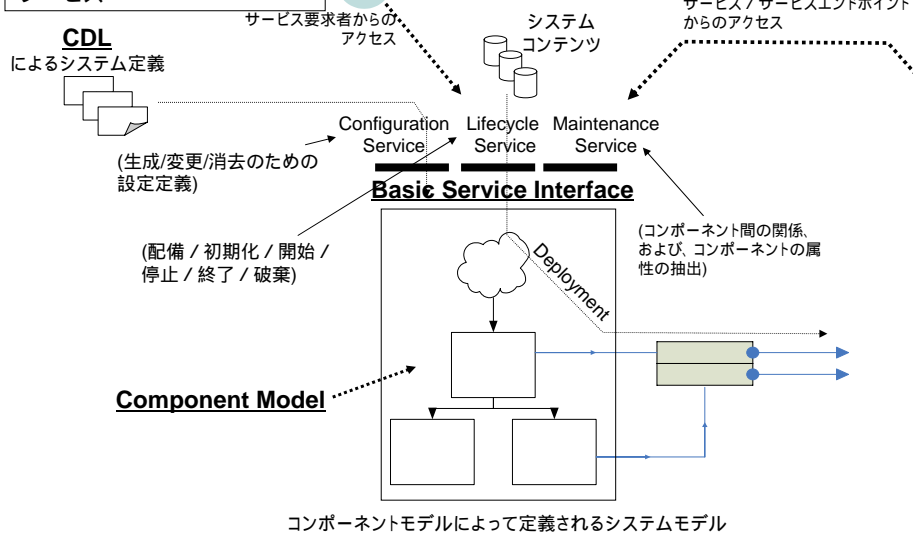 サービス
サービス要求者からの
アクセス
システム
コンテンツ
サービス / サービスエンドポイント
からのアクセス
CDL
によるシステム定義
Configuration
Service
Lifecycle
Service
Maintenance
Service
(生成/変更/消去のための
設定定義)
Basic Service Interface
(配備 / 初期化 / 開始 /
停止 / 終了 / 破棄)
(コンポーネント間の関係、
および、コンポーネントの属
性の抽出)
Deployment
Component Model
コンポーネントモデルによって定義されるシステムモデル